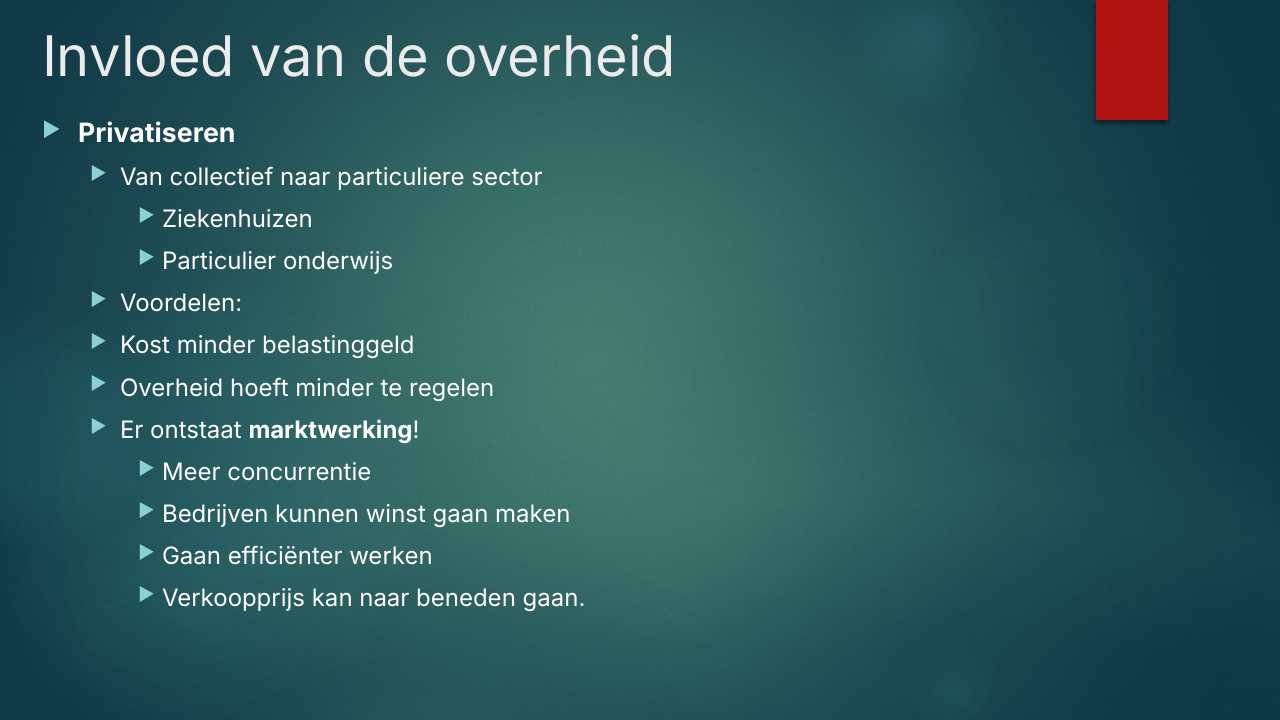 Invloed van de overheid
Privatiseren
Van collectief naar particuliere sector
Ziekenhuizen
Particulier onderwijs
Voordelen:
Kost minder belastinggeld
Overheid hoeft minder te regelen
Er ontstaat marktwerking!
Meer concurrentie
Bedrijven kunnen winst gaan maken
Gaan efficiënter werken
Verkoopprijs kan naar beneden gaan.